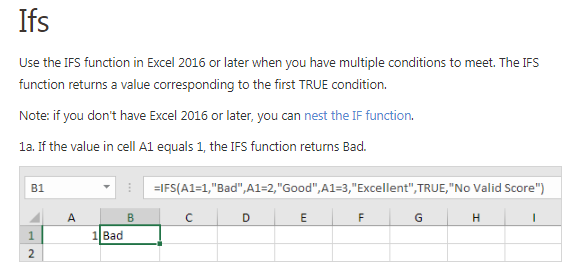 Ifs
Use the IFS function in Excel 2016 or later when you have multiple conditions to meet. The IFS
function returns a value corresponding to the first TRUE condition.
Note: if you don't have Excel 2016 or later, you can nest the IF function.
1a. If the value in cell A1 equals 1, the IFS function returns Bad.
B1 =IFS(A1=1,"Bad",A1=2,"Good",A1=3,"Excellent",TRUE,"No Valid Score")
A B C D E F G H I
1 1 Bad
2